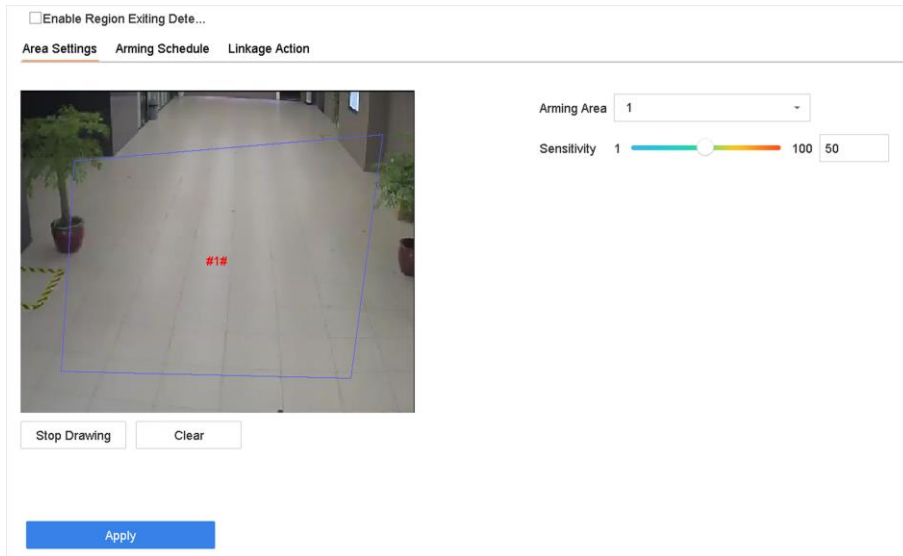 Enable Region Exiting Dete...
Area Settings Arming Schedule Linkage Action
Arming Area 1
Sensitivity 1 100 50
#1#
Stop Drawing Clear
Apply